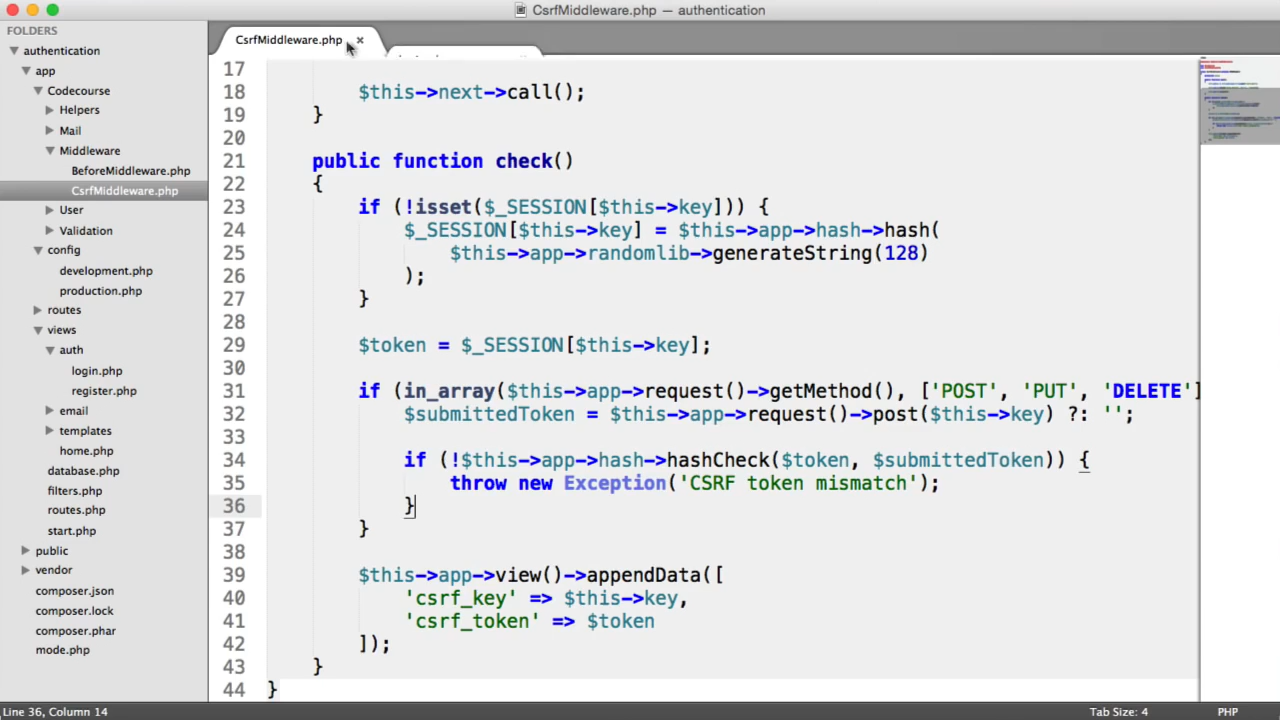 CsrfMiddleware.php — authentication
FOLDERS
authentication
app
Codecourse
Helpers
Mail
Middleware
BeforeMiddleware.php
CsrfMiddleware.php
User
Validation
config
development.php
production.php
routes
views
auth
login.php
register.php
email
templates
home.php
database.php
filters.php
routes.php
start.php
public
vendor
composer.json
composer.lock
composer.phar
mode.php
CsrfMiddleware.php
17
18 $this->next->call();
19 }
20
21 public function check()
22 {
23 if (!isset($_SESSION[$this->key])) {
24 $_SESSION[$this->key] = $this->app->hash->hash(
25 $this->app->randomlib->generateString(128)
26 );
27 }
28
29 $token = $_SESSION[$this->key];
30
31 if (in_array($this->app->request()->getMethod(), ['POST', 'PUT', 'DELETE']
32 $submittedToken = $this->app->request()->post($this->key) ?: '';
33
34 if (!$this->app->hash->hashCheck($token, $submittedToken)) {
35 throw new Exception('CSRF token mismatch');
36 }
37 }
38
39 $this->app->view()->appendData([
40 'csrf_key' => $this->key,
41 'csrf_token' => $token
42 ]);
43 }
44 }
Line 36, Column 14
Tab Size: 4
PHP